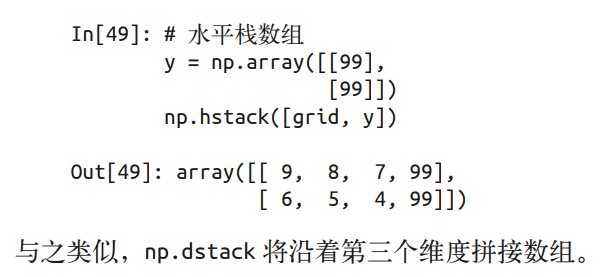 In[49]: # 水平栈数组
y = np.array([[99],
[99]])
np.hstack([grid, y])
Out[49]: array([[ 9, 8, 7, 99],
[ 6, 5, 4, 99]])
与之类似，np.dstack 将沿着第三个维度拼接数组。